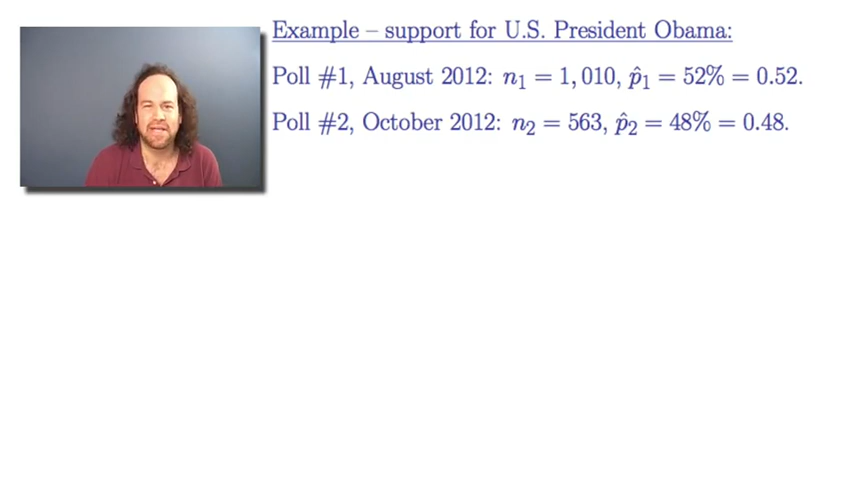 Example – support for U.S. President Obama:
Poll #1, August 2012: n₁ = 1,010, p̂₁ = 52% = 0.52.
Poll #2, October 2012: n₂ = 563, p̂₂ = 48% = 0.48.